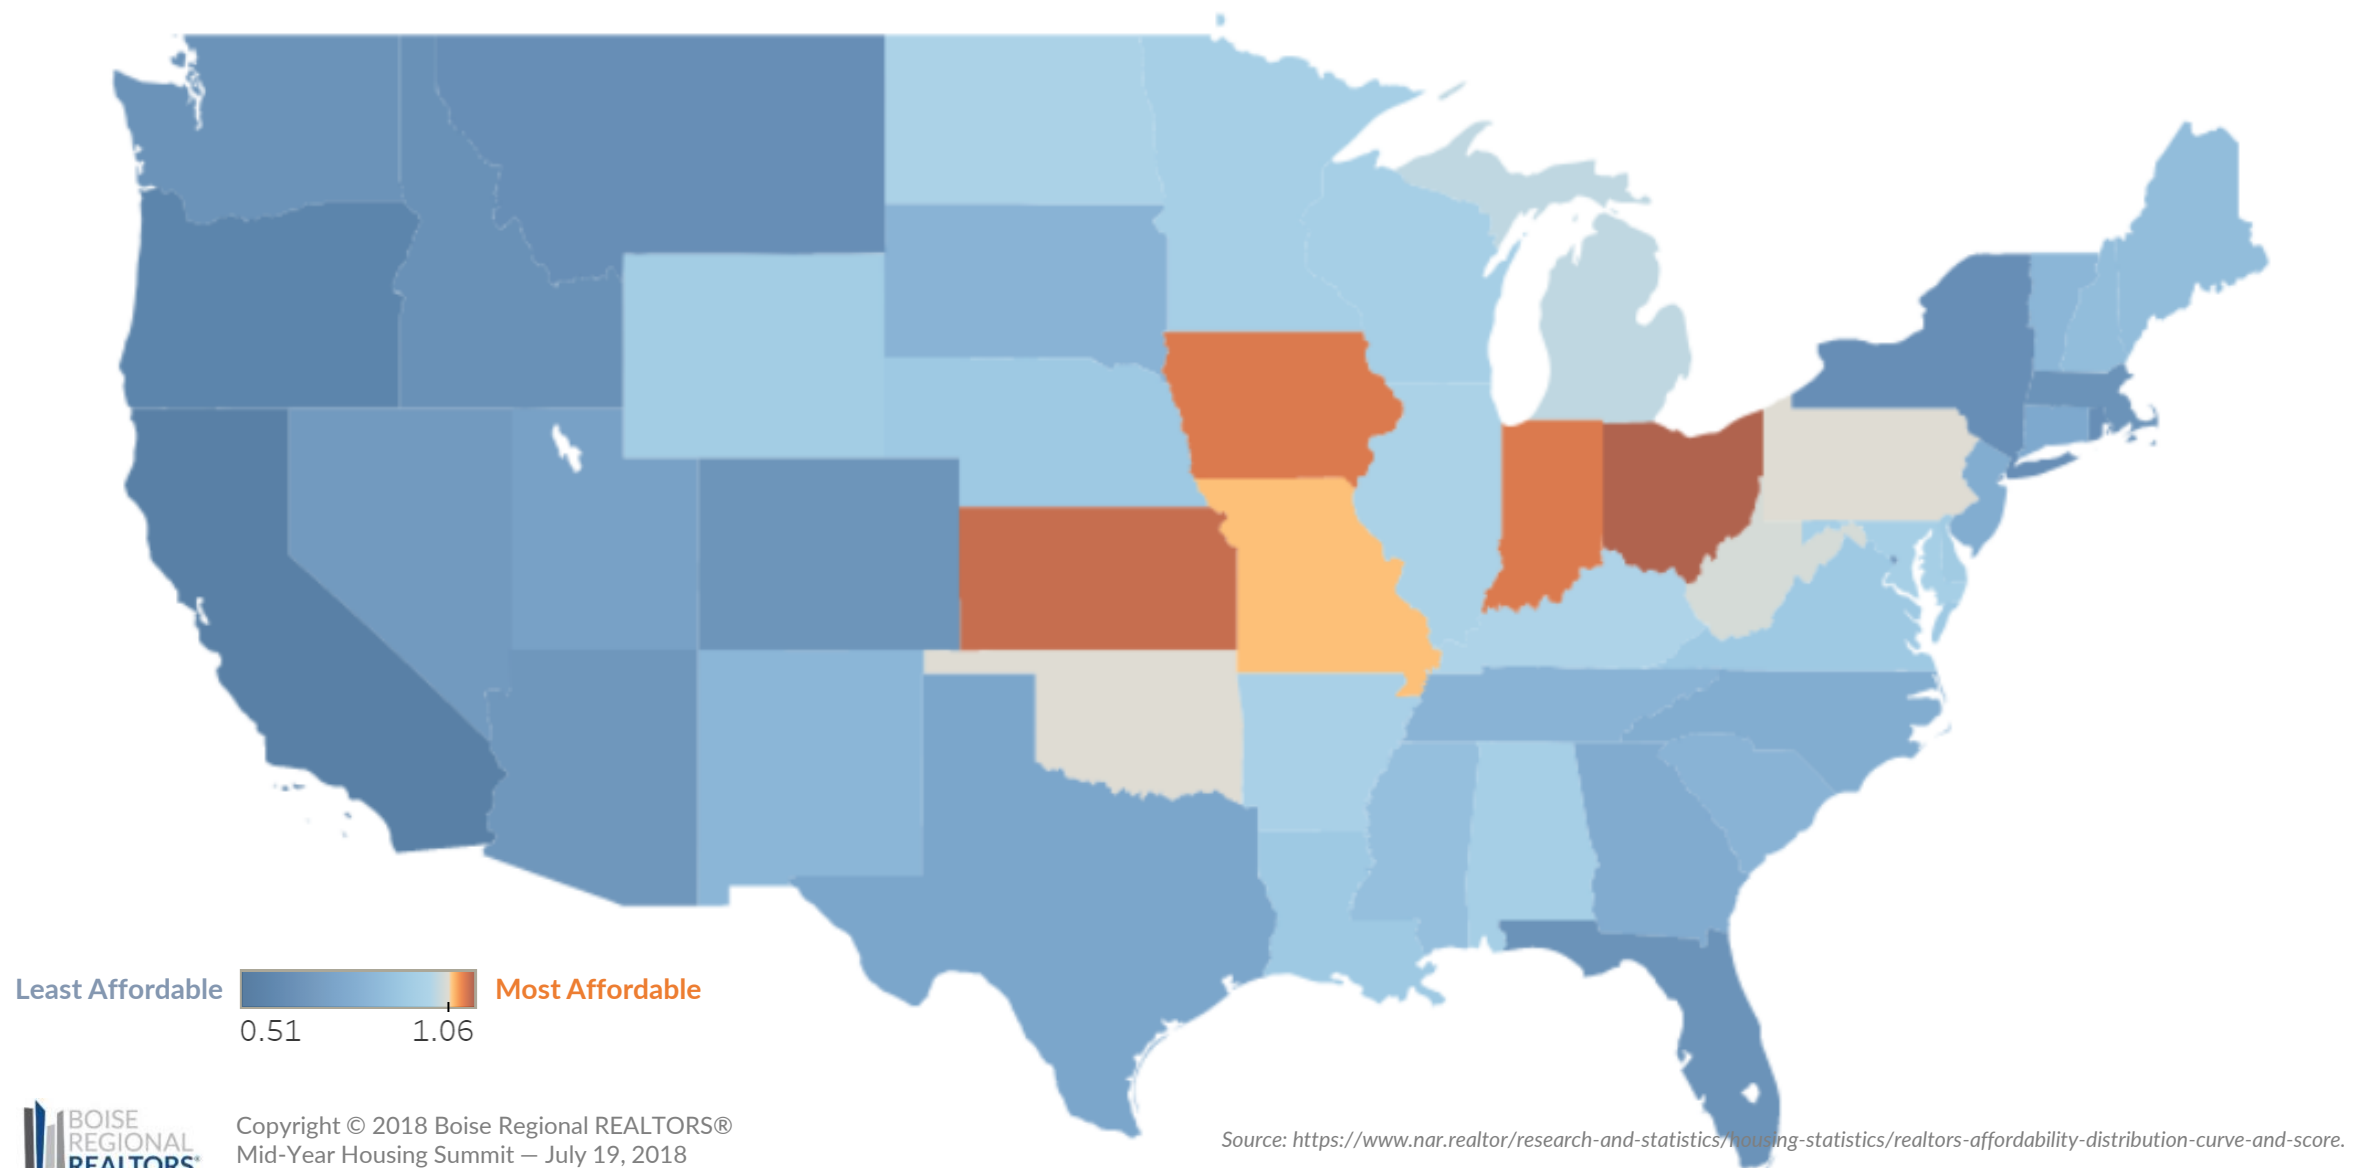 Least Affordable
Most Affordable
0.51
1.06
BOISE
REGIONAL
REALTORS®
Copyright © 2018 Boise Regional REALTORS®
Mid-Year Housing Summit — July 19, 2018
Source: https://www.nar.realtor/research-and-statistics/housing-statistics/realtors-affordability-distribution-curve-and-score.